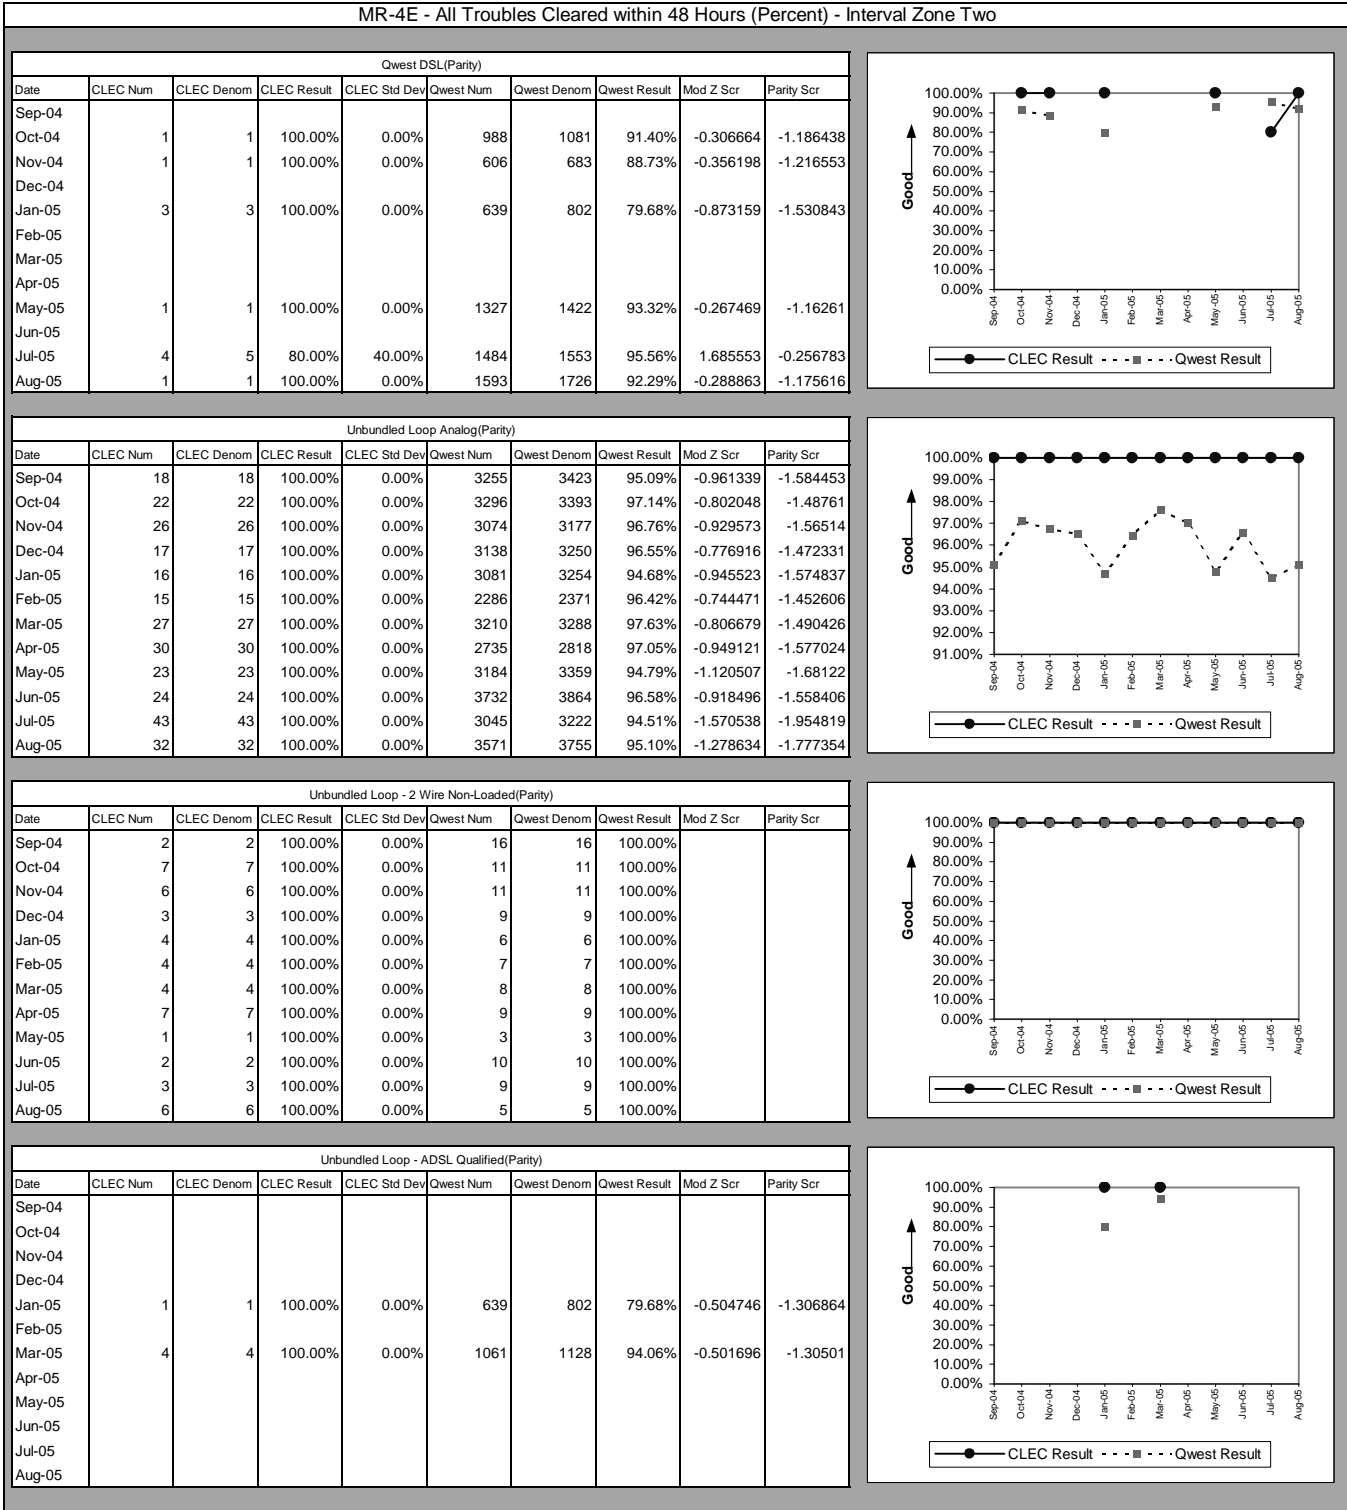 MR-4E - All Troubles Cleared within 48 Hours (Percent) - Interval Zone Two
Qwest DSL(Parity)
Date CLEC Num CLEC Denom CLEC Result CLEC Std Dev Qwest Num Qwest Denom Qwest Result Mod Z Scr Parity Scr
Sep-04
Oct-04 1 1 100.00% 0.00% 988 1081 91.40% -0.306664 -1.186438
Nov-04 1 1 100.00% 0.00% 606 683 88.73% -0.356198 -1.216553
Dec-04
Jan-05 3 3 100.00% 0.00% 639 802 79.68% -0.873159 -1.530843
Feb-05
Mar-05
Apr-05
May-05 1 1 100.00% 0.00% 1327 1422 93.32% -0.267469 -1.16261
Jun-05
Jul-05 4 5 80.00% 40.00% 1484 1553 95.56% 1.685553 -0.256783
Aug-05 1 1 100.00% 0.00% 1593 1726 92.29% -0.288863 -1.175616
100.00%
90.00%
80.00%
70.00%
60.00%
50.00%
40.00%
30.00%
20.00%
10.00%
0.00%
Good
Sep-04 Oct-04 Nov-04 Dec-04 Jan-05 Feb-05 Mar-05 Apr-05 May-05 Jun-05 Jul-05 Aug-05
CLEC Result Qwest Result
Unbundled Loop Analog(Parity)
Date CLEC Num CLEC Denom CLEC Result CLEC Std Dev Qwest Num Qwest Denom Qwest Result Mod Z Scr Parity Scr
Sep-04 18 18 100.00% 0.00% 3255 3423 95.09% -0.961339 -1.584453
Oct-04 22 22 100.00% 0.00% 3296 3393 97.14% -0.802048 -1.48761
Nov-04 26 26 100.00% 0.00% 3074 3177 96.76% -0.929573 -1.56514
Dec-04 17 17 100.00% 0.00% 3138 3250 96.55% -0.776916 -1.472331
Jan-05 16 16 100.00% 0.00% 3081 3254 94.68% -0.945523 -1.574837
Feb-05 15 15 100.00% 0.00% 2286 2371 96.42% -0.744471 -1.452606
Mar-05 27 27 100.00% 0.00% 3210 3288 97.63% -0.806679 -1.490426
Apr-05 30 30 100.00% 0.00% 2735 2818 97.05% -0.949121 -1.577024
May-05 23 23 100.00% 0.00% 3184 3359 94.79% -1.120507 -1.68122
Jun-05 24 24 100.00% 0.00% 3732 3864 96.58% -0.918496 -1.558406
Jul-05 43 43 100.00% 0.00% 3045 3222 94.51% -1.570538 -1.954819
Aug-05 32 32 100.00% 0.00% 3571 3755 95.10% -1.278634 -1.777354
100.00%
99.00%
98.00%
97.00%
96.00%
95.00%
94.00%
93.00%
92.00%
91.00%
Good
Sep-04 Oct-04 Nov-04 Dec-04 Jan-05 Feb-05 Mar-05 Apr-05 May-05 Jun-05 Jul-05 Aug-05
CLEC Result Qwest Result
Unbundled Loop - 2 Wire Non-Loaded(Parity)
Date CLEC Num CLEC Denom CLEC Result CLEC Std Dev Qwest Num Qwest Denom Qwest Result Mod Z Scr Parity Scr
Sep-04 2 2 100.00% 0.00% 16 16 100.00%
Oct-04 7 7 100.00% 0.00% 11 11 100.00%
Nov-04 6 6 100.00% 0.00% 11 11 100.00%
Dec-04 3 3 100.00% 0.00% 9 9 100.00%
Jan-05 4 4 100.00% 0.00% 6 6 100.00%
Feb-05 4 4 100.00% 0.00% 7 7 100.00%
Mar-05 4 4 100.00% 0.00% 8 8 100.00%
Apr-05 7 7 100.00% 0.00% 9 9 100.00%
May-05 1 1 100.00% 0.00% 3 3 100.00%
Jun-05 2 2 100.00% 0.00% 10 10 100.00%
Jul-05 3 3 100.00% 0.00% 9 9 100.00%
Aug-05 6 6 100.00% 0.00% 5 5 100.00%
100.00%
90.00%
80.00%
70.00%
60.00%
50.00%
40.00%
30.00%
20.00%
10.00%
0.00%
Good
Sep-04 Oct-04 Nov-04 Dec-04 Jan-05 Feb-05 Mar-05 Apr-05 May-05 Jun-05 Jul-05 Aug-05
CLEC Result Qwest Result
Unbundled Loop - ADSL Qualified(Parity)
Date CLEC Num CLEC Denom CLEC Result CLEC Std Dev Qwest Num Qwest Denom Qwest Result Mod Z Scr Parity Scr
Sep-04
Oct-04
Nov-04
Dec-04
Jan-05 1 1 100.00% 0.00% 639 802 79.68% -0.504746 -1.306864
Feb-05
Mar-05 4 4 100.00% 0.00% 1061 1128 94.06% -0.501696 -1.30501
Apr-05
May-05
Jun-05
Jul-05
Aug-05
100.00%
90.00%
80.00%
70.00%
60.00%
50.00%
40.00%
30.00%
20.00%
10.00%
0.00%
Good
Sep-04 Oct-04 Nov-04 Dec-04 Jan-05 Feb-05 Mar-05 Apr-05 May-05 Jun-05 Jul-05 Aug-05
CLEC Result Qwest Result